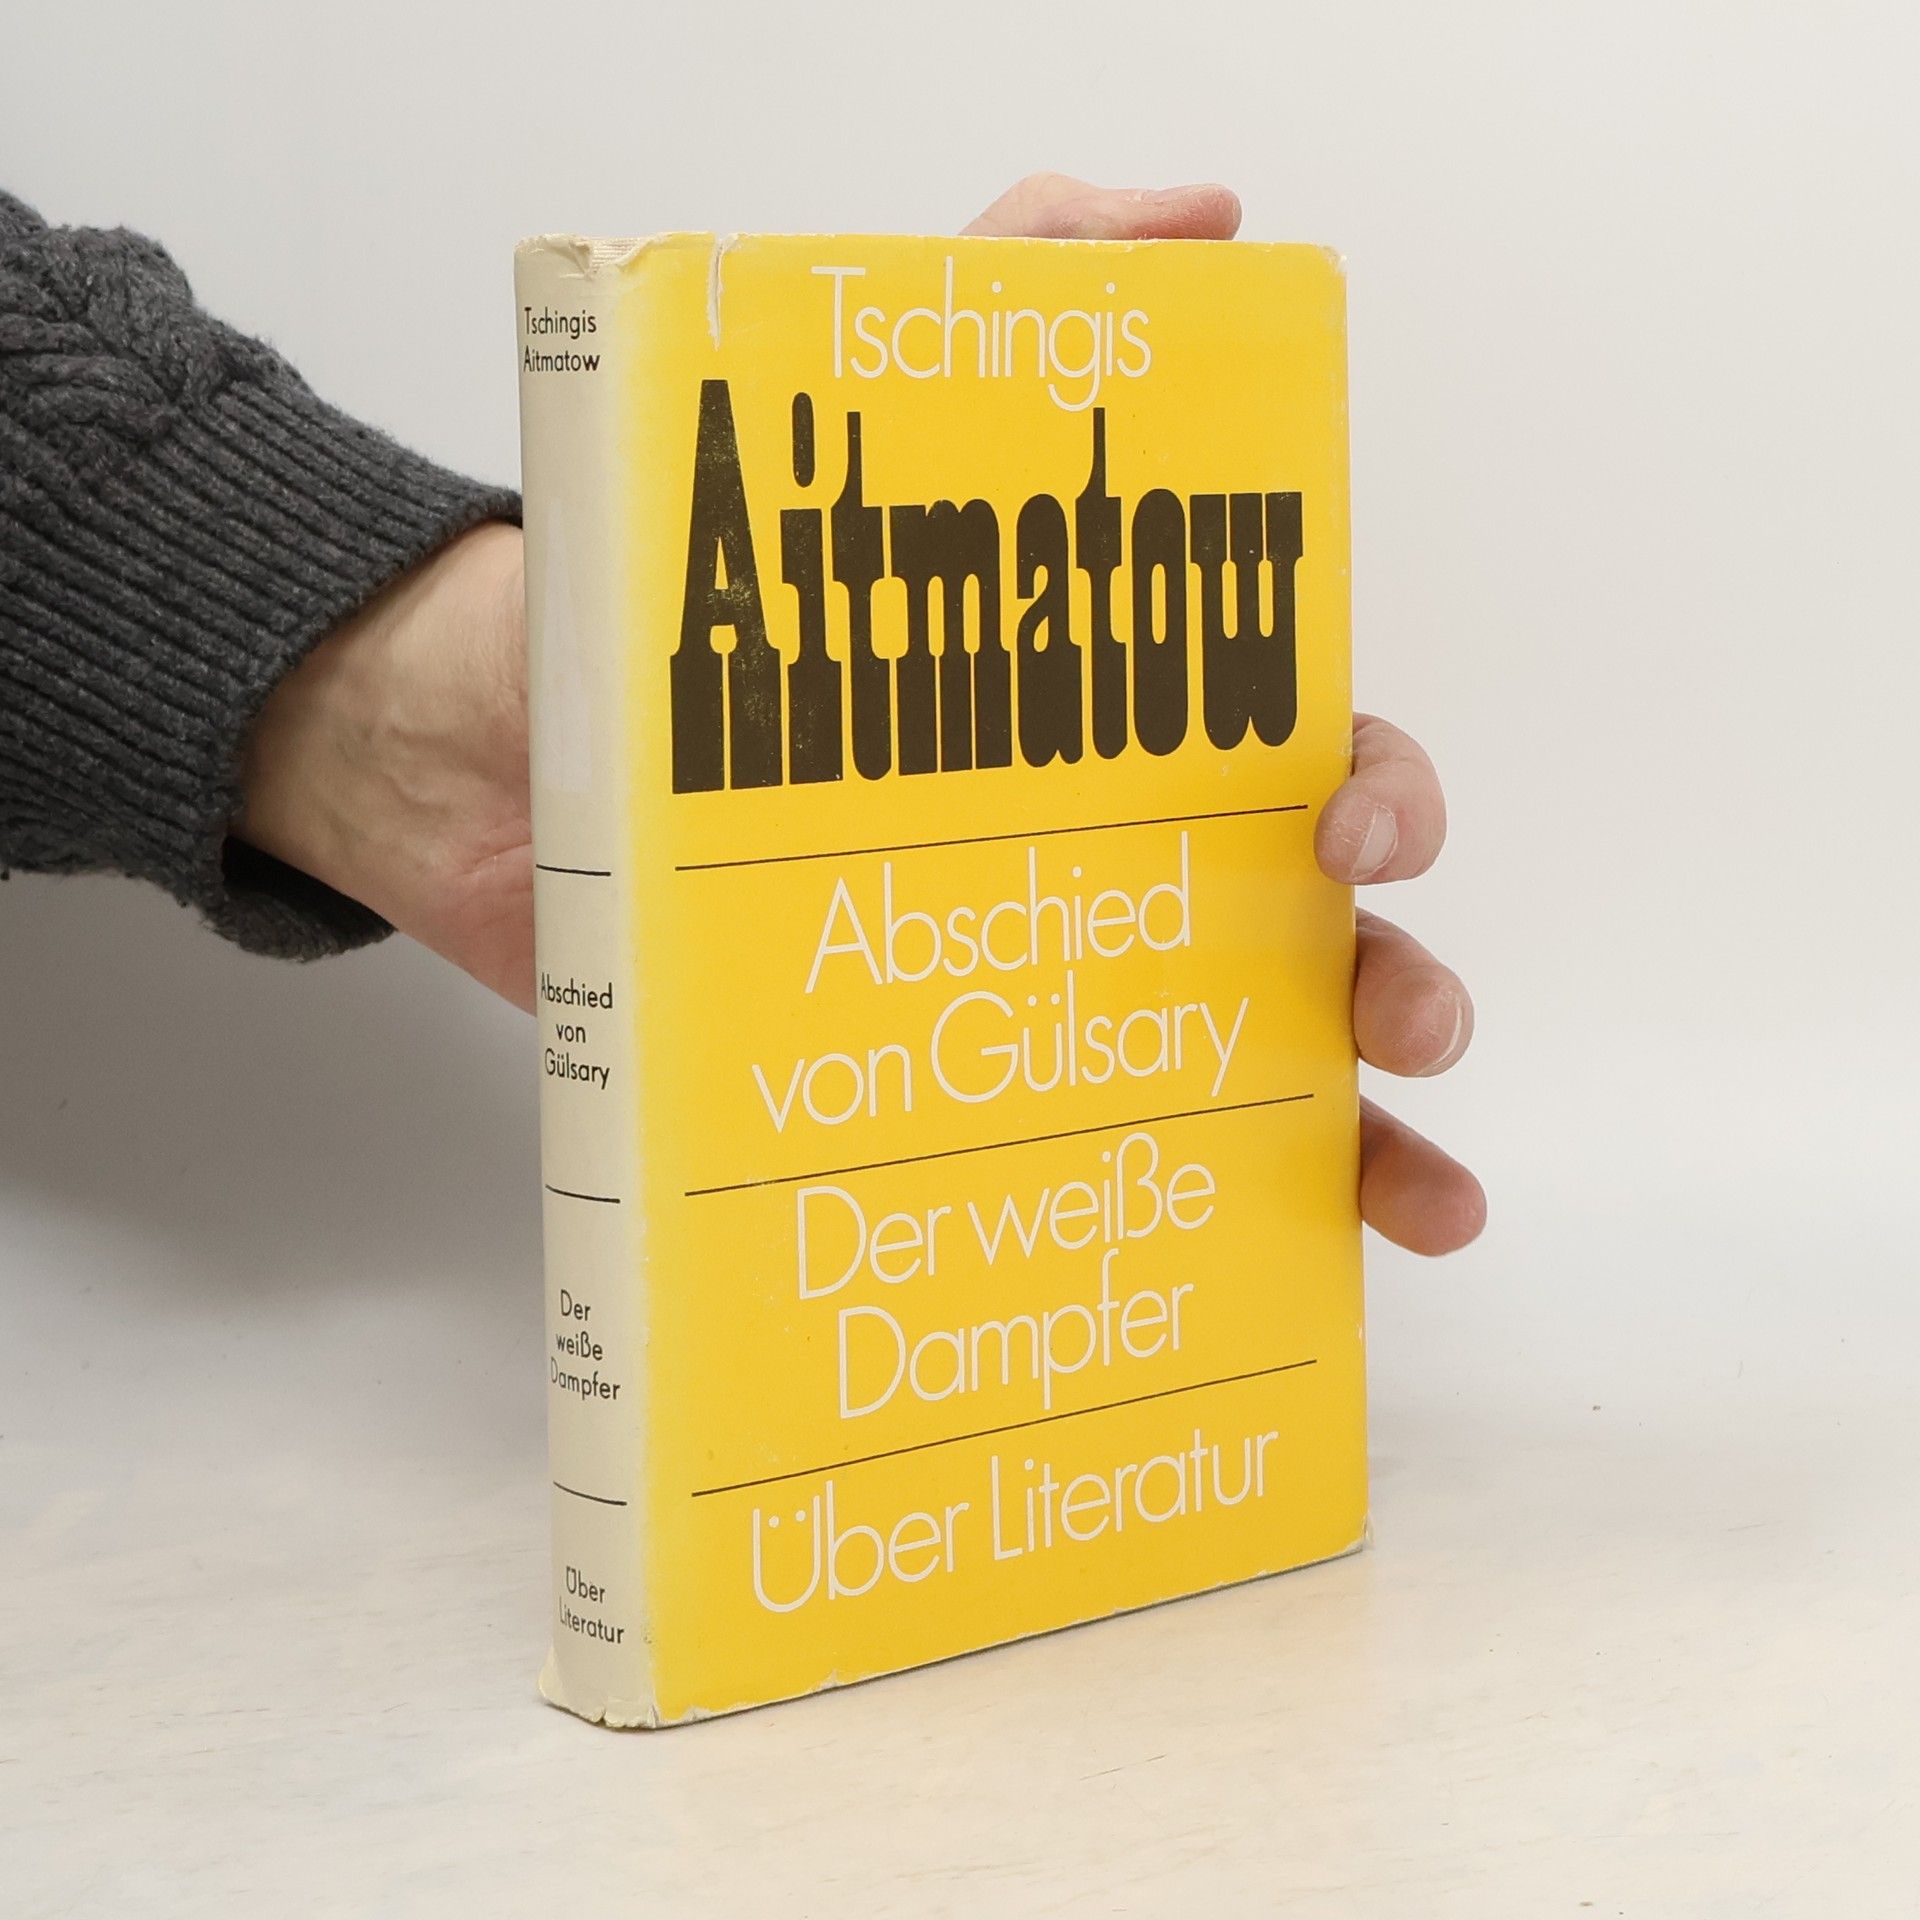 Tschingis
Aitmatow
Abschied
von
Gülsary
Der
weiße
Dampfer
Über
Literatur
Tschingis
Aitmatow
Abschied
von Gülsary
Der weiße
Dampfer
Über Literatur